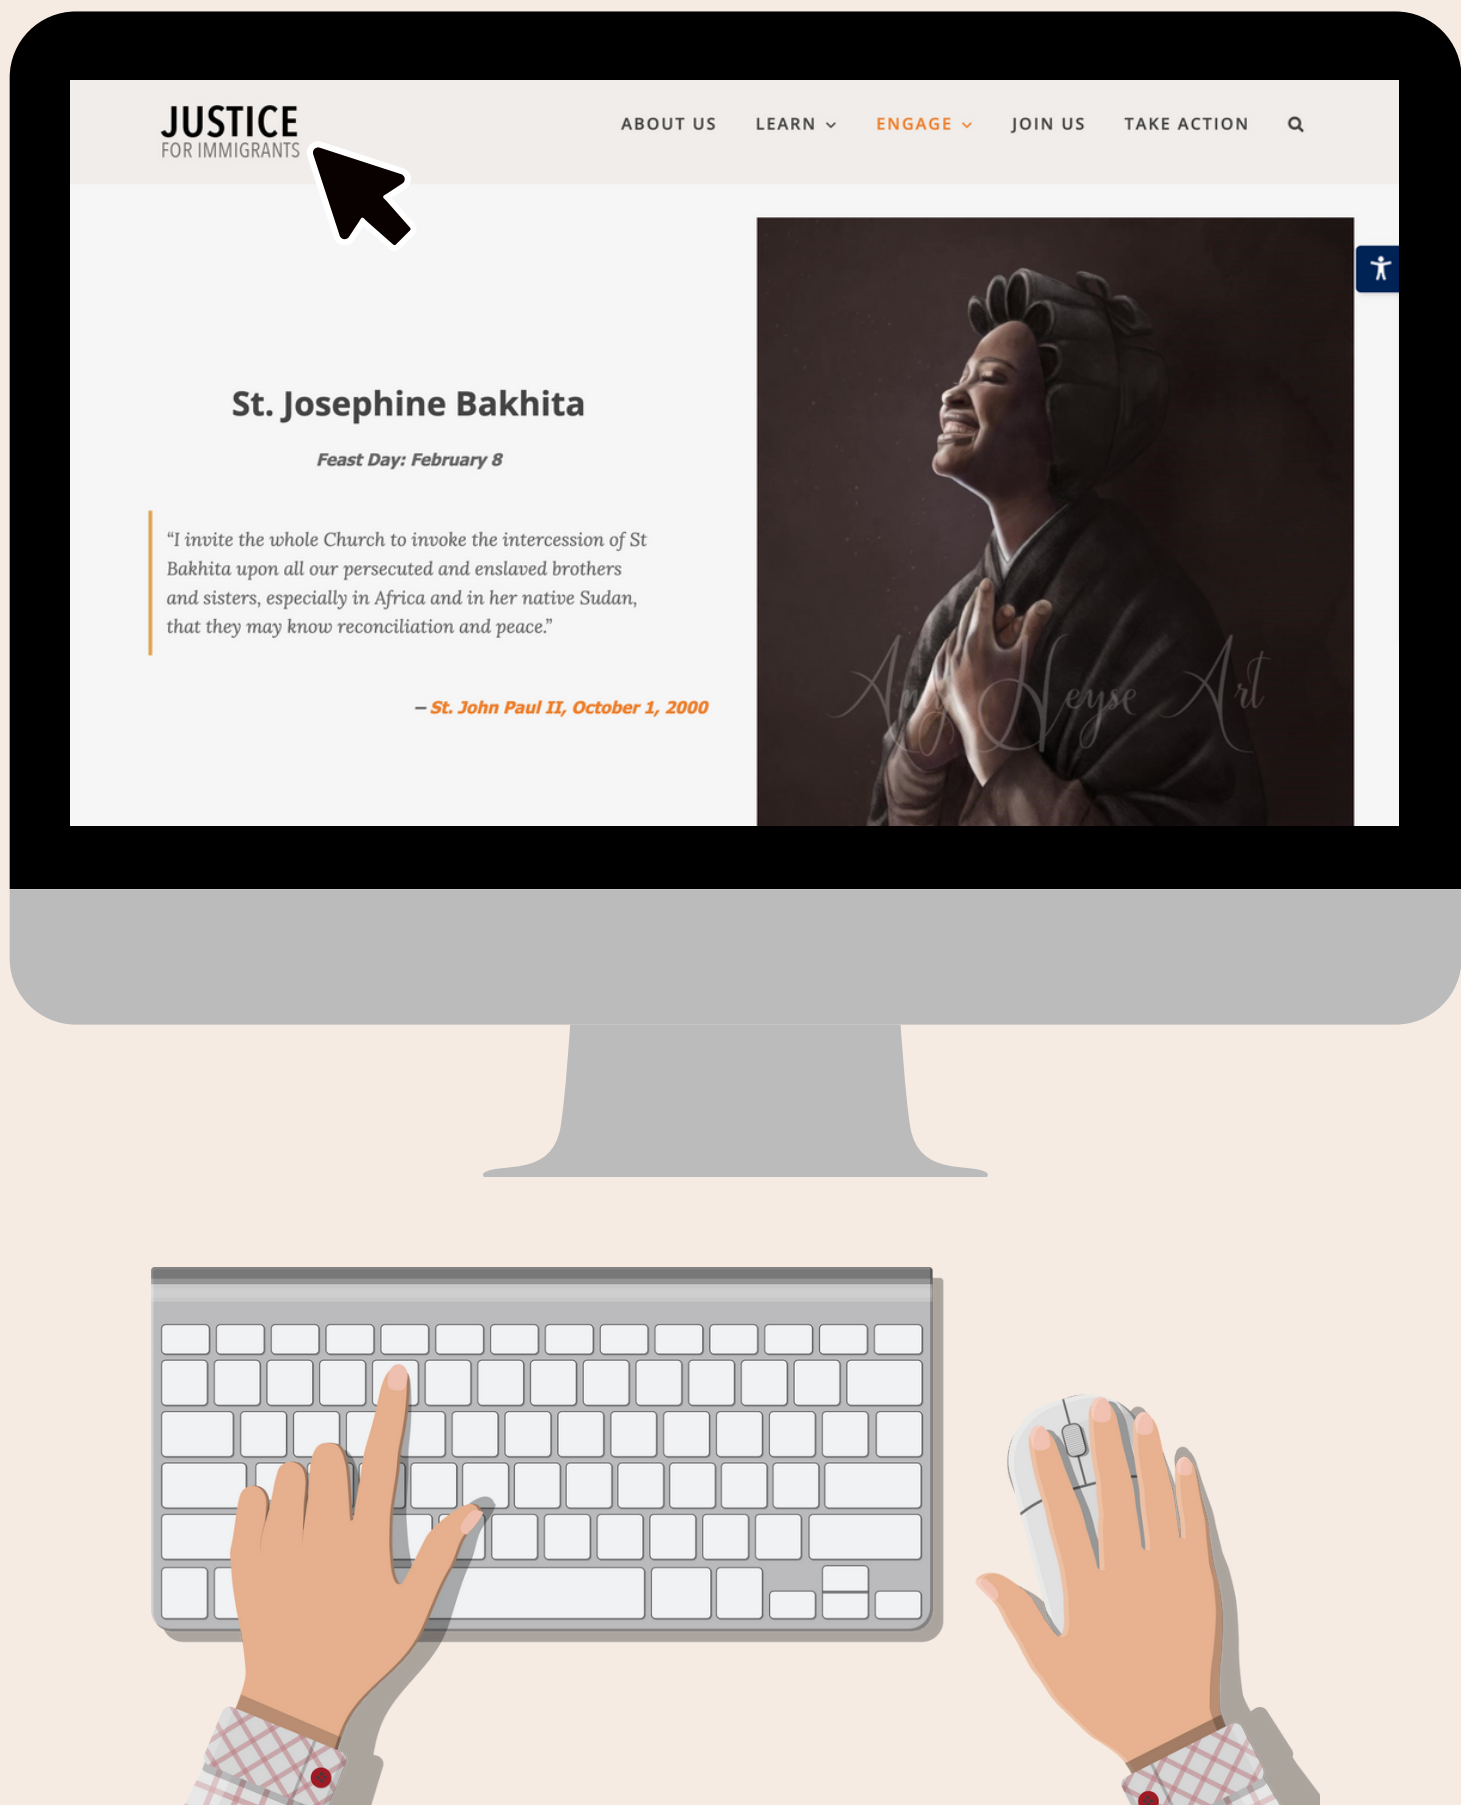 JUSTICE
FOR IMMIGRANTS
ABOUT US LEARN ENGAGE JOIN US TAKE ACTION
St. Josephine Bakhita
Feast Day: February 8
“I invite the whole Church to invoke the intercession of St
Bakhita upon all our persecuted and enslaved brothers
and sisters, especially in Africa and in her native Sudan,
that they may know reconciliation and peace.”
– St. John Paul II, October 1, 2000
Amy Heyse Art